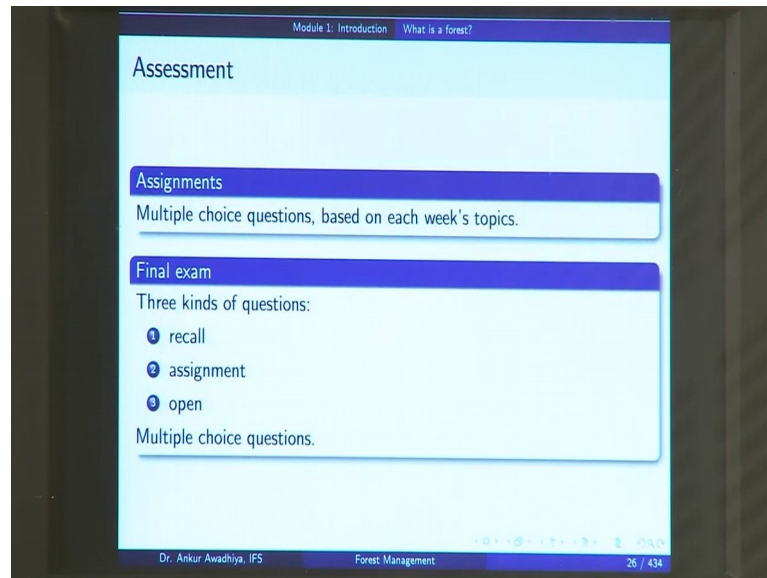 Module 1: Introduction What is a forest?
Assessment
Assignments
Multiple choice questions, based on each week's topics.
Final exam
Three kinds of questions:
1 recall
2 assignment
3 open
Multiple choice questions.
Dr. Ankur Awadhiya, IFS Forest Management 26 / 434